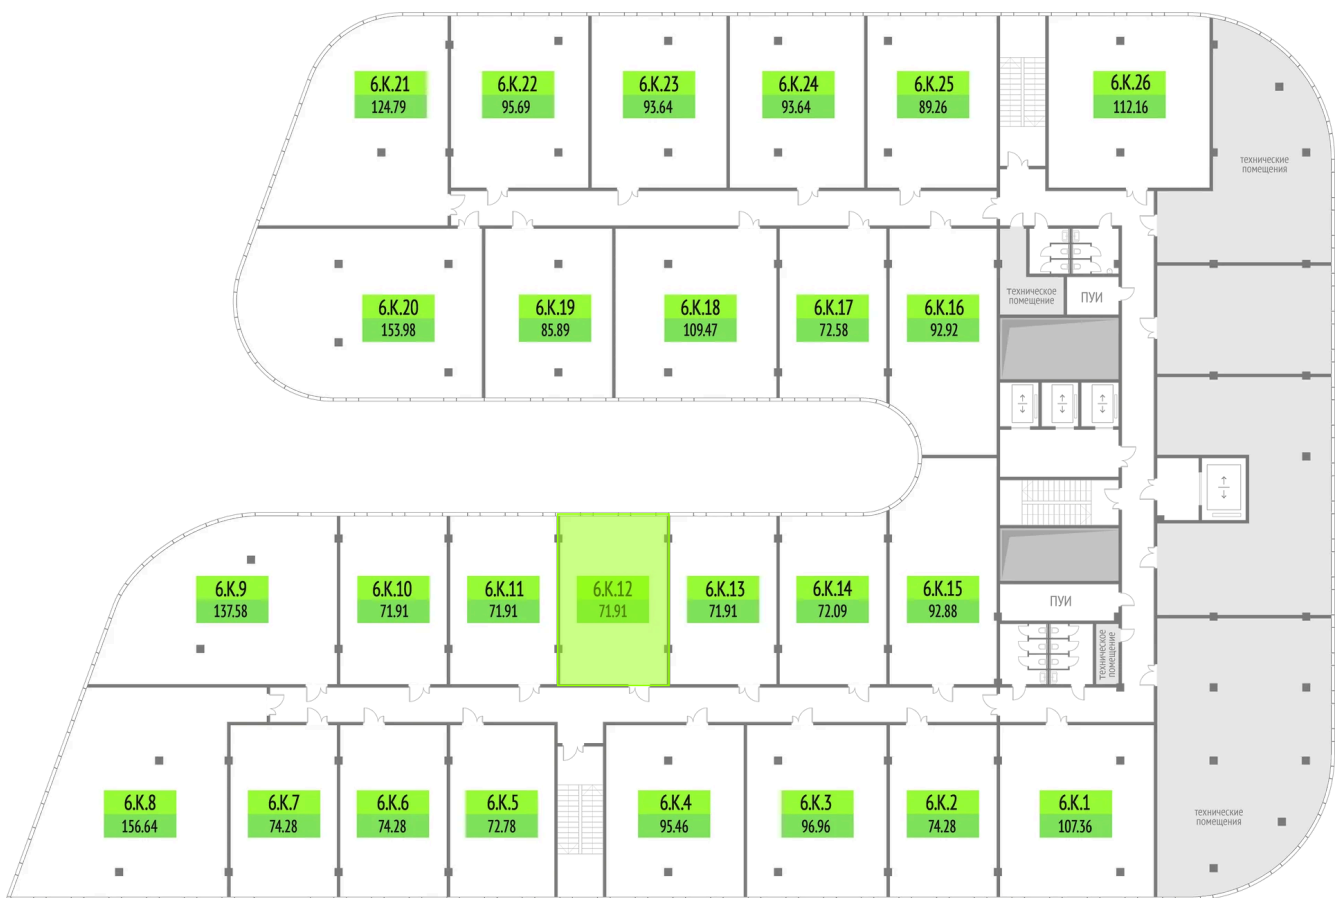 6.К.21
124.79
6.К.22
95.69
6.К.23
93.64
6.К.24
93.64
6.К.25
89.26
6.К.26
112.16
технические
помещения
6.К.20
153.98
6.К.19
85.89
6.К.18
109.47
6.К.17
72.58
6.К.16
92.92
техническое
помещение
ПУИ
6.К.9
137.58
6.К.10
71.91
6.К.11
71.91
6.К.12
71.91
6.К.13
71.91
6.К.14
72.09
6.К.15
92.88
ПУИ
техническое
помещение
6.К.8
156.64
6.К.7
74.28
6.К.6
74.28
6.К.5
72.78
6.К.4
95.46
6.К.3
96.96
6.К.2
74.28
6.К.1
107.36
технические
помещения